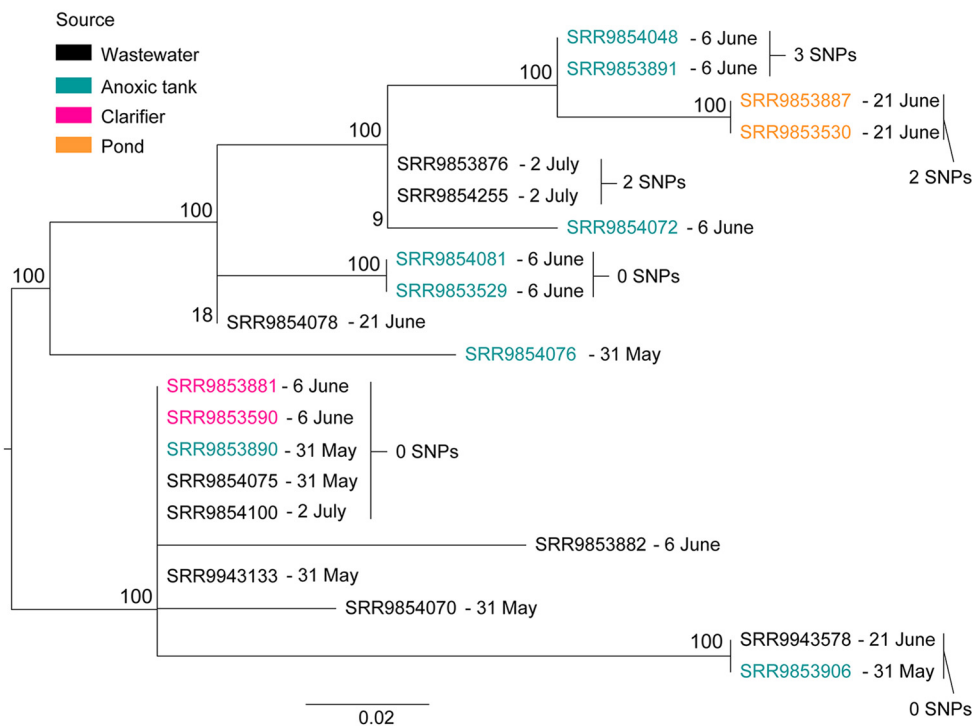 Source
Wastewater
Anoxic tank
Clarifier
Pond
SRR9854048 - 6 June
100
3 SNPs
SRR9853891 - 6 June
100
SRR9853887 - 21 June
100
SRR9853530 - 21 June
SRR9853876 - 2 July
2 SNPs
2 SNPs
SRR9854255 - 2 July
100
9
SRR9854072 - 6 June
100
SRR9854081 - 6 June
100
0 SNPs
SRR9853529 - 6 June
18
SRR9854078 - 21 June
SRR9854076 - 31 May
SRR9853881 - 6 June
SRR9853590 - 6 June
SRR9853890 - 31 May
0 SNPs
SRR9854075 - 31 May
SRR9854100 - 2 July
SRR9853882 - 6 June
SRR9943133 - 31 May
100
SRR9854070 - 31 May
100
SRR9943578 - 21 June
SRR9853906 - 31 May
0 SNPs
0.02